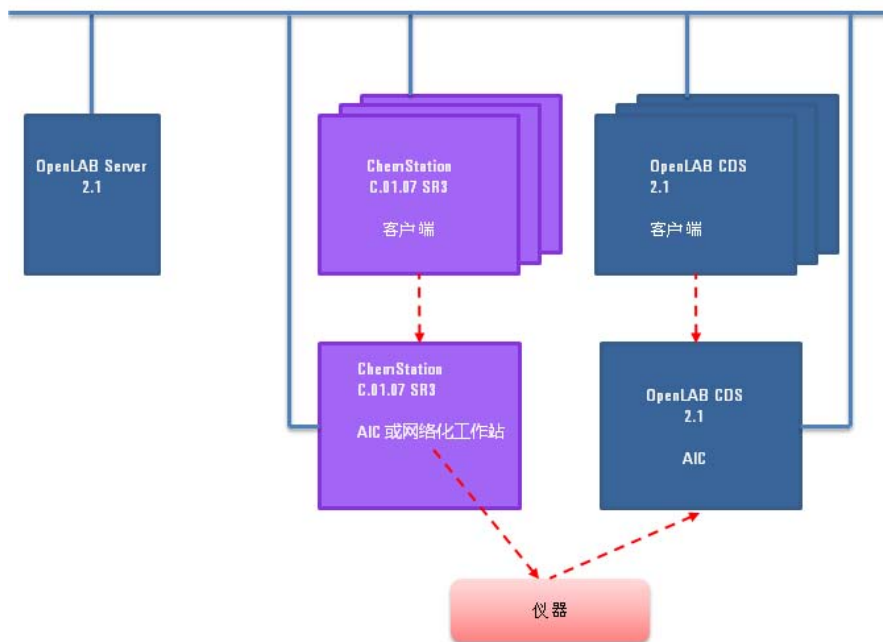 OpenLAB Server
2.1
ChemStation
C.01.07 SR3
客户端
OpenLAB CDS
2.1
客户端
ChemStation
C.01.07 SR3
AIC 或网络化工作站
OpenLAB CDS
2.1
AIC
仪器